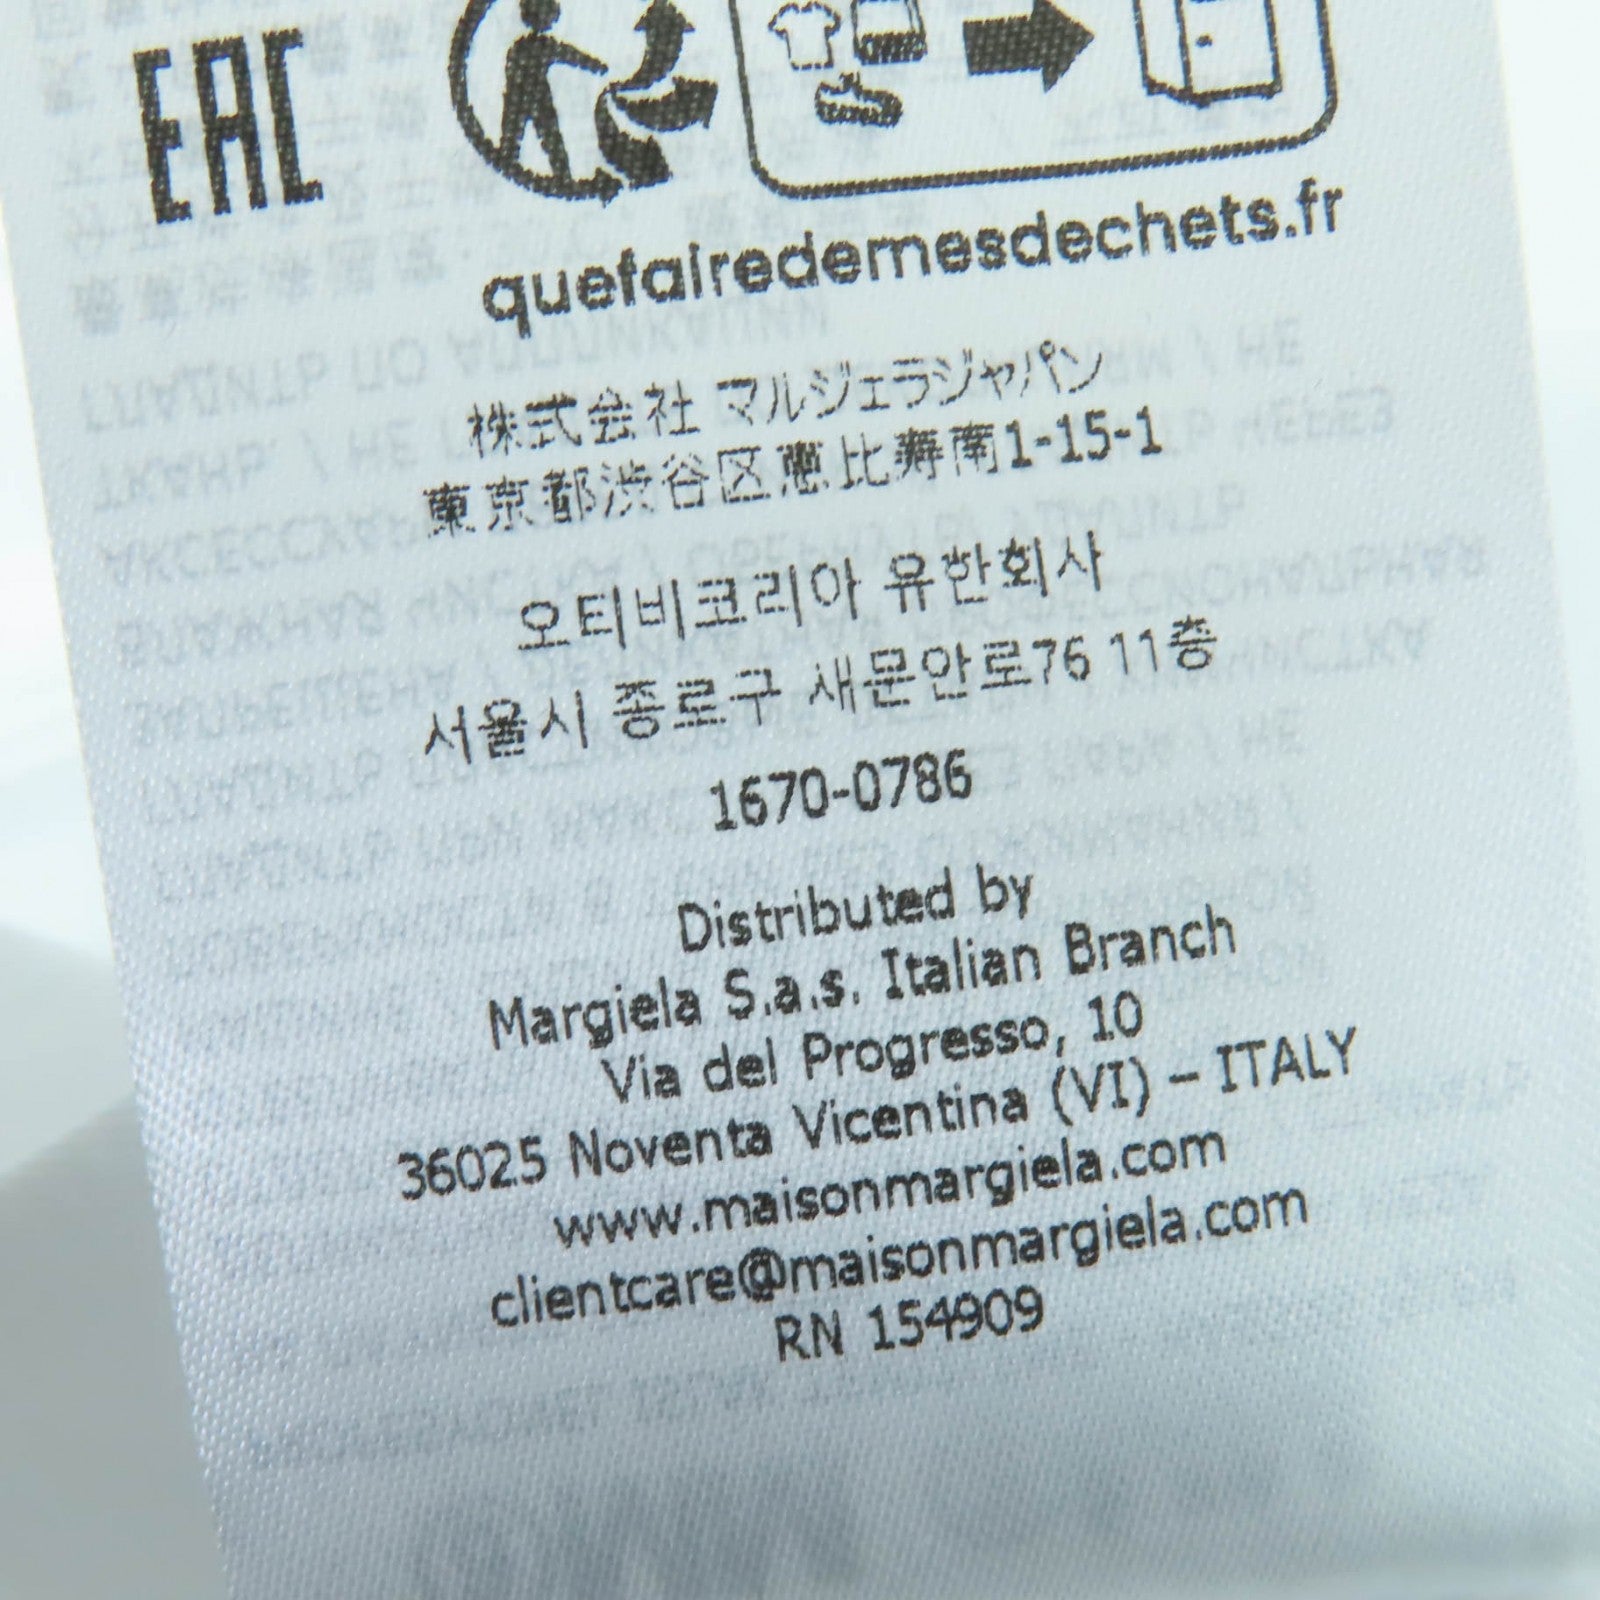 EAC
quefairedemesdechets.fr
株式会社 マルジェラジャパン
東京都渋谷区恵比寿南1-15-1
오티비코리아 유한회사
서울시 종로구 새문안로76 11층
1670-0786
Distributed by
Margiela S.a.s. Italian Branch
Via del Progresso, 10
36025 Noventa Vicentina (VI) – ITALY
www.maisonmargiela.com
clientcare@maisonmargiela.com
RN 154909